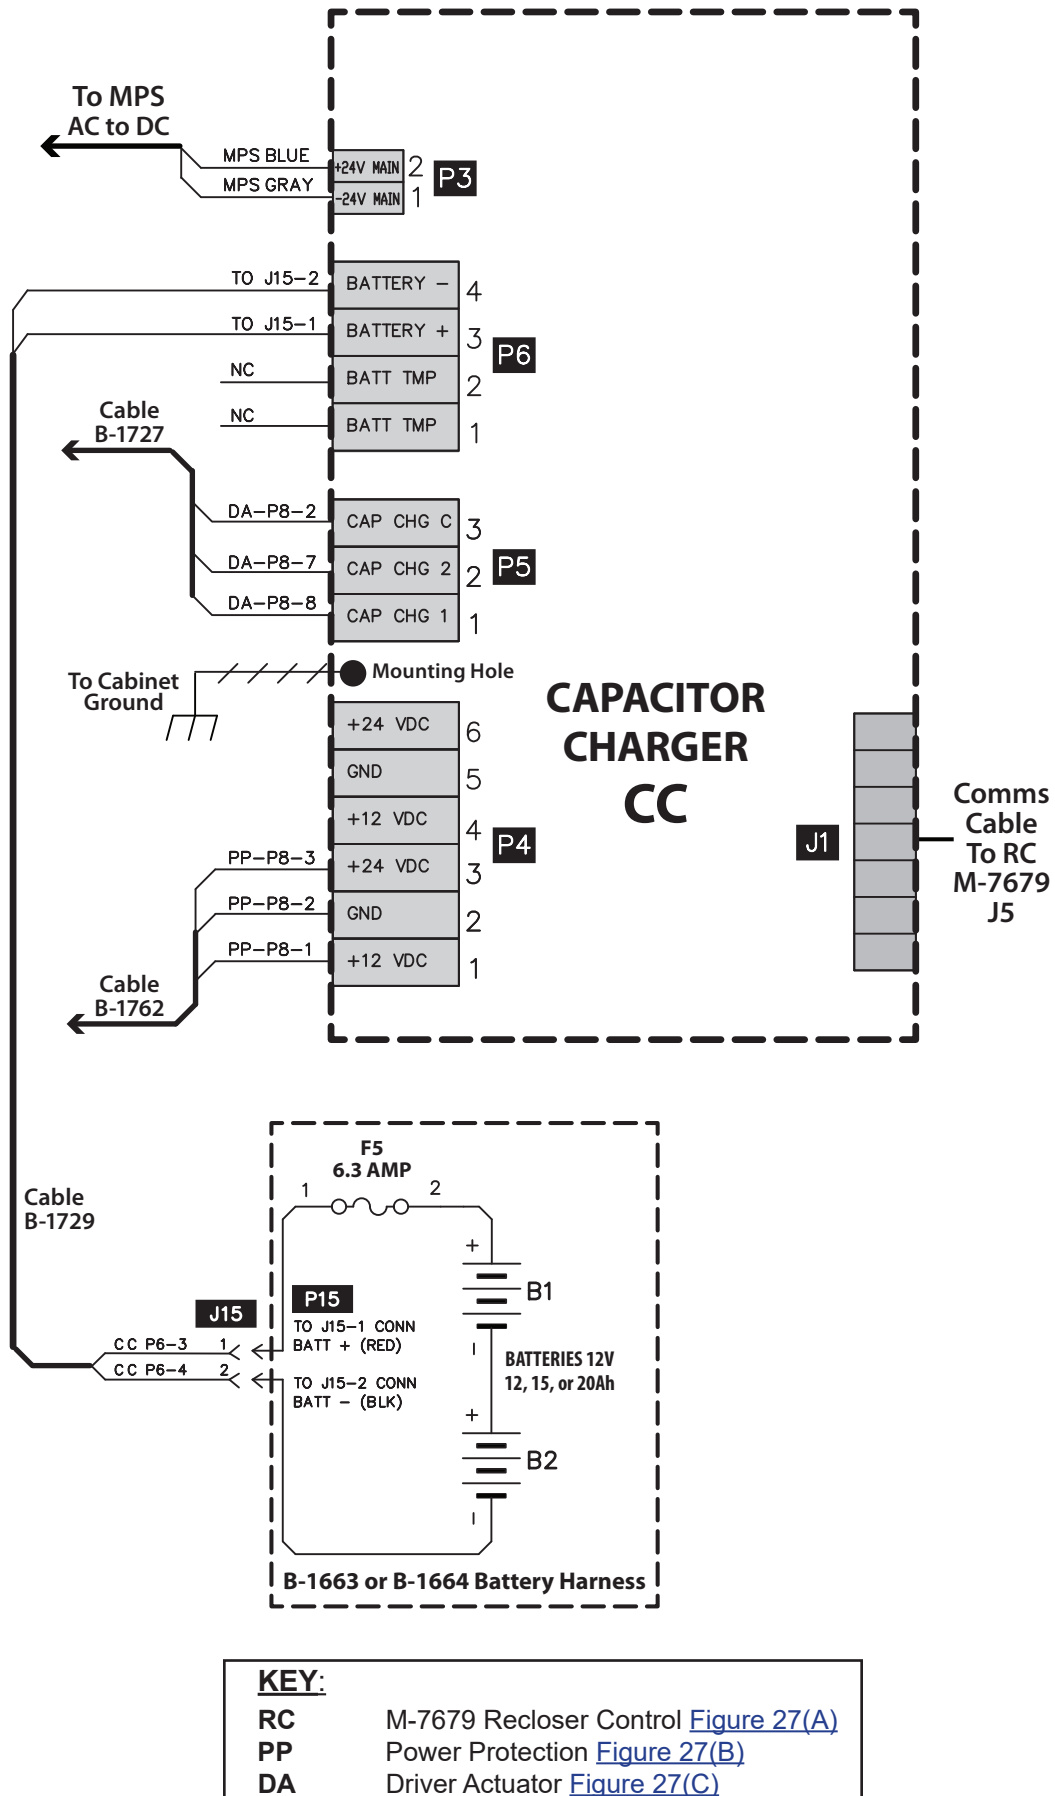 To MPS
AC to DC
MPS BLUE
MPS GRAY
+24V MAIN
-24V MAIN
2
1
P3
TO J15-2
BATTERY -
4
TO J15-1
BATTERY +
3
P6
NC
BATT TMP
2
NC
BATT TMP
1
Cable
B-1727
DA-P8-2
CAP CHG C
3
DA-P8-7
CAP CHG 2
2
P5
DA-P8-8
CAP CHG 1
1
To Cabinet
Ground
Mounting Hole
CAPACITOR
CHARGER
CC
+24 VDC
6
GND
5
+12 VDC
4
P4
PP-P8-3
+24 VDC
3
PP-P8-2
GND
2
PP-P8-1
+12 VDC
1
Cable
B-1762
J1
Comms
Cable
To RC
M-7679
J5
Cable
B-1729
F5
6.3 AMP
1
2
+
B1
-
J15
P15
TO J15-1 CONN
BATT + (RED)
CC P6-3
1
CC P6-4
2
TO J15-2 CONN
BATT - (BLK)
BATTERIES 12V
12, 15, or 20Ah
+
B2
-
B-1663 or B-1664 Battery Harness
KEY:
RC M-7679 Recloser Control Figure 27(A)
PP Power Protection Figure 27(B)
DA Driver Actuator Figure 27(C)